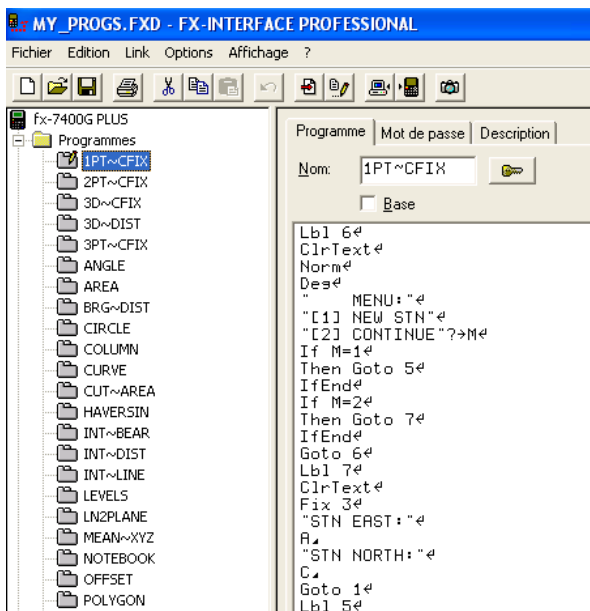 MY_PROGS.FXD - FX-INTERFACE PROFESSIONAL
Fichier Edition Link Options Affichage ?
fx-7400G PLUS
Programmes
1PT~CFIX
2PT~CFIX
3D~CFIX
3D~DIST
3PT~CFIX
ANGLE
AREA
BRG~DIST
CIRCLE
COLUMN
CURVE
CUT~AREA
HAVERSIN
INT~BEAR
INT~DIST
INT~LINE
LEVELS
LN2PLANE
MEAN~XYZ
NOTEBOOK
OFFSET
POLYGON
Programme Mot de passe Description
Nom: 1PT~CFIX
Base
Lbl 6↵
ClrText↵
Norm↵
Deg↵
"    MENU:"↵
"[1] NEW STN"↵
"[2] CONTINUE"?→M↵
If M=1↵
Then Goto 5↵
IfEnd↵
If M=2↵
Then Goto 7↵
IfEnd↵
Goto 6↵
Lbl 7↵
ClrText↵
Fix 3↵
"STN EAST:"↵
A◢
"STN NORTH:"↵
C◢
Goto 1↵
Lbl 5↵